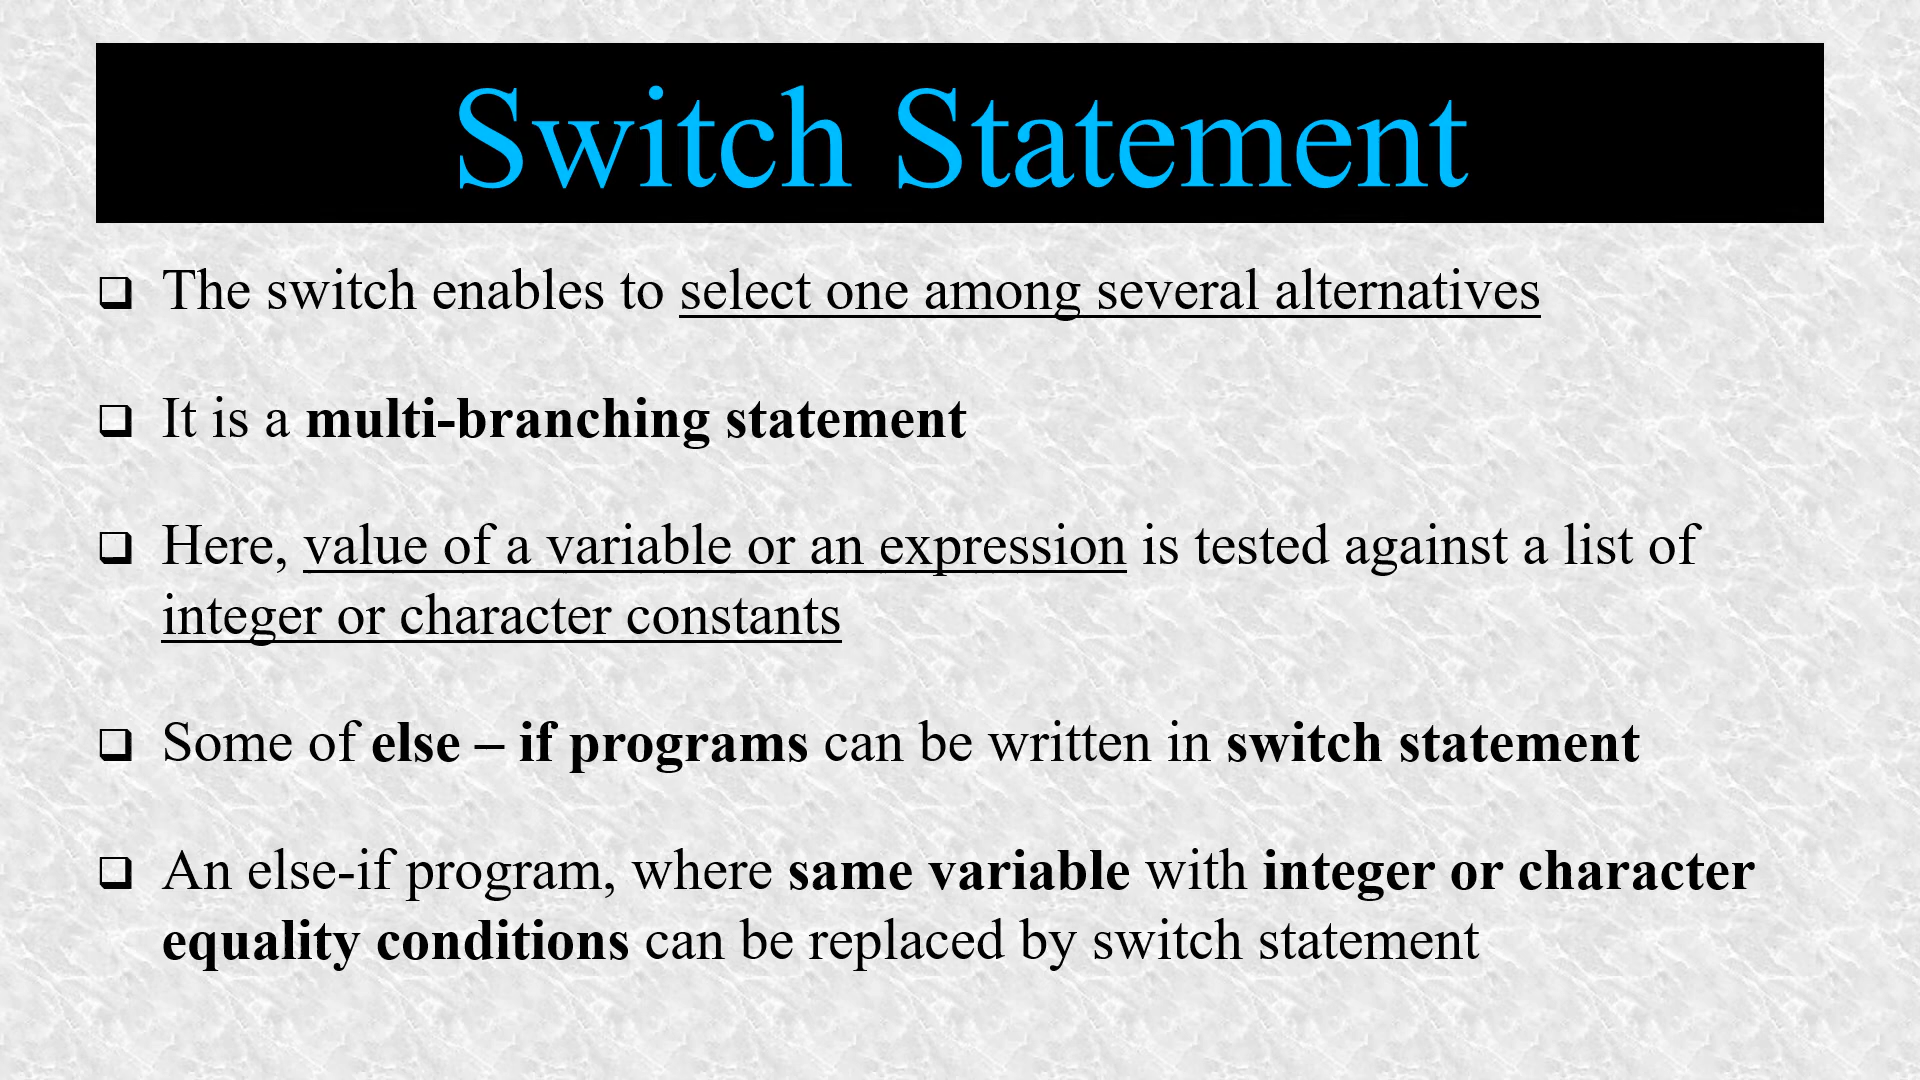 Switch Statement
❑ The switch enables to select one among several alternatives
❑ It is a multi-branching statement
❑ Here, value of a variable or an expression is tested against a list of
integer or character constants
❑ Some of else – if programs can be written in switch statement
❑ An else-if program, where same variable with integer or character
equality conditions can be replaced by switch statement